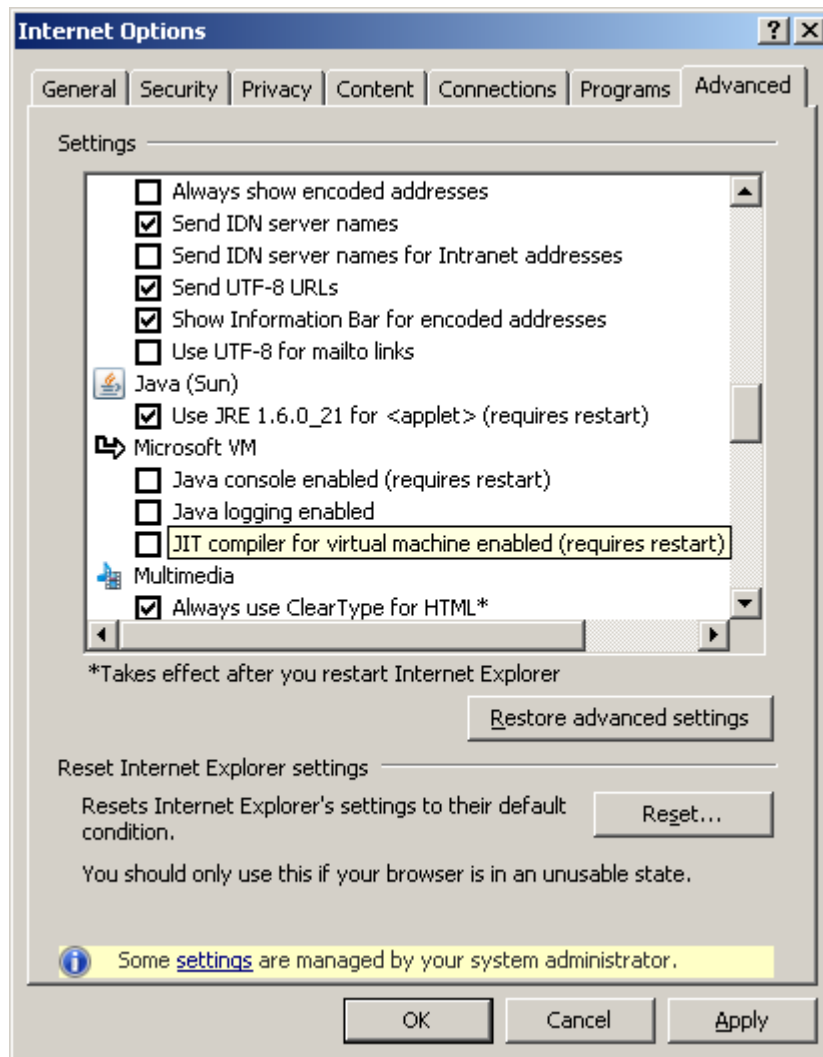 Internet Options
General Security Privacy Content Connections Programs Advanced
Settings
Always show encoded addresses
Send IDN server names
Send IDN server names for Intranet addresses
Send UTF-8 URLs
Show Information Bar for encoded addresses
Use UTF-8 for mailto links
Java (Sun)
Use JRE 1.6.0_21 for <applet> (requires restart)
Microsoft VM
Java console enabled (requires restart)
Java logging enabled
JIT compiler for virtual machine enabled (requires restart)
Multimedia
Always use ClearType for HTML*
*Takes effect after you restart Internet Explorer
Restore advanced settings
Reset Internet Explorer settings
Resets Internet Explorer's settings to their default
condition.
Reset...
You should only use this if your browser is in an unusable state.
Some settings are managed by your system administrator.
OK Cancel Apply